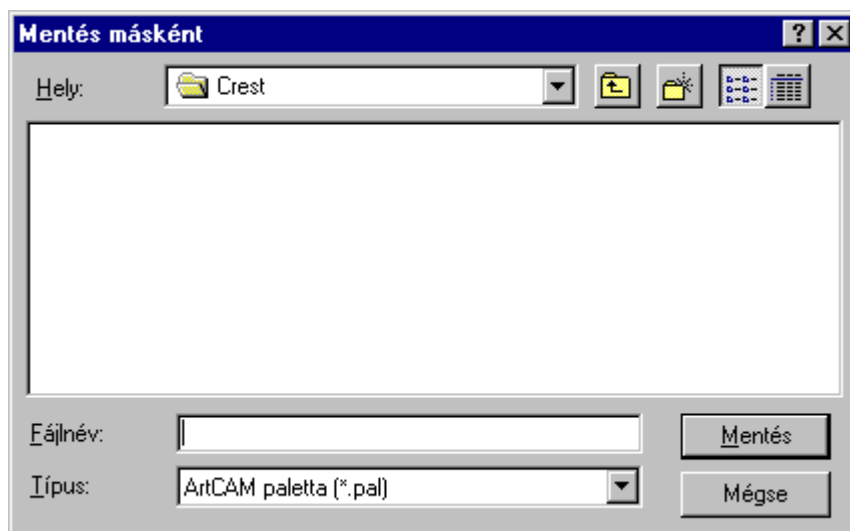 Mentés másként
Hely: Crest
Fájlnév:
Mentés
Típus: ArtCAM paletta (*.pal)
Mégse